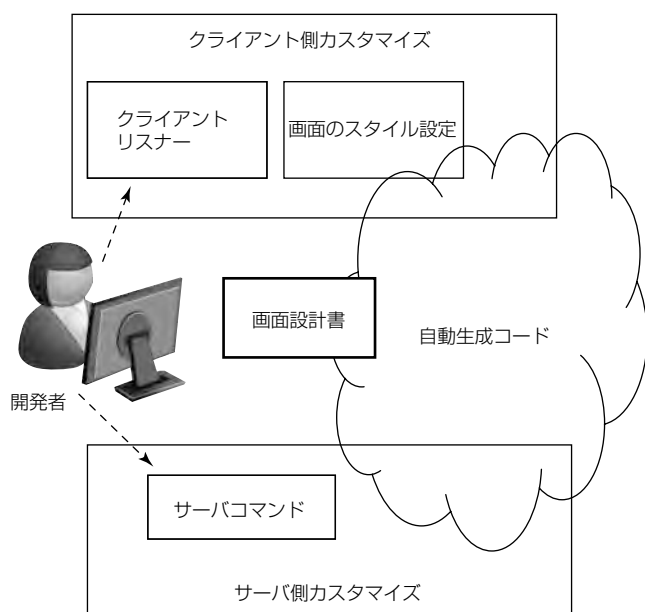 クライアント側カスタマイズ
クライアント
リスナー
画面のスタイル設定
画面設計書
自動生成コード
開発者
サーバコマンド
サーバ側カスタマイズ